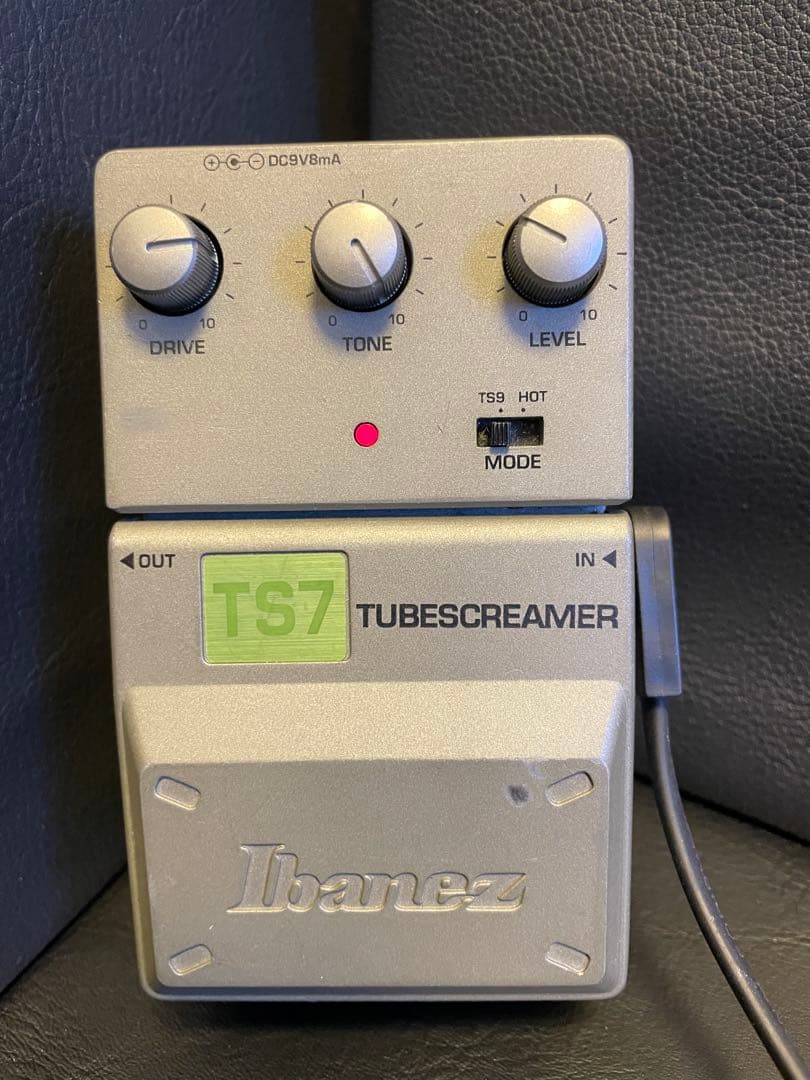 DC9V8mA
0 10 0 10 0 10
DRIVE TONE LEVEL
TS9 HOT
MODE
OUT IN
TS7 TUBESCREAMER
Ibanez